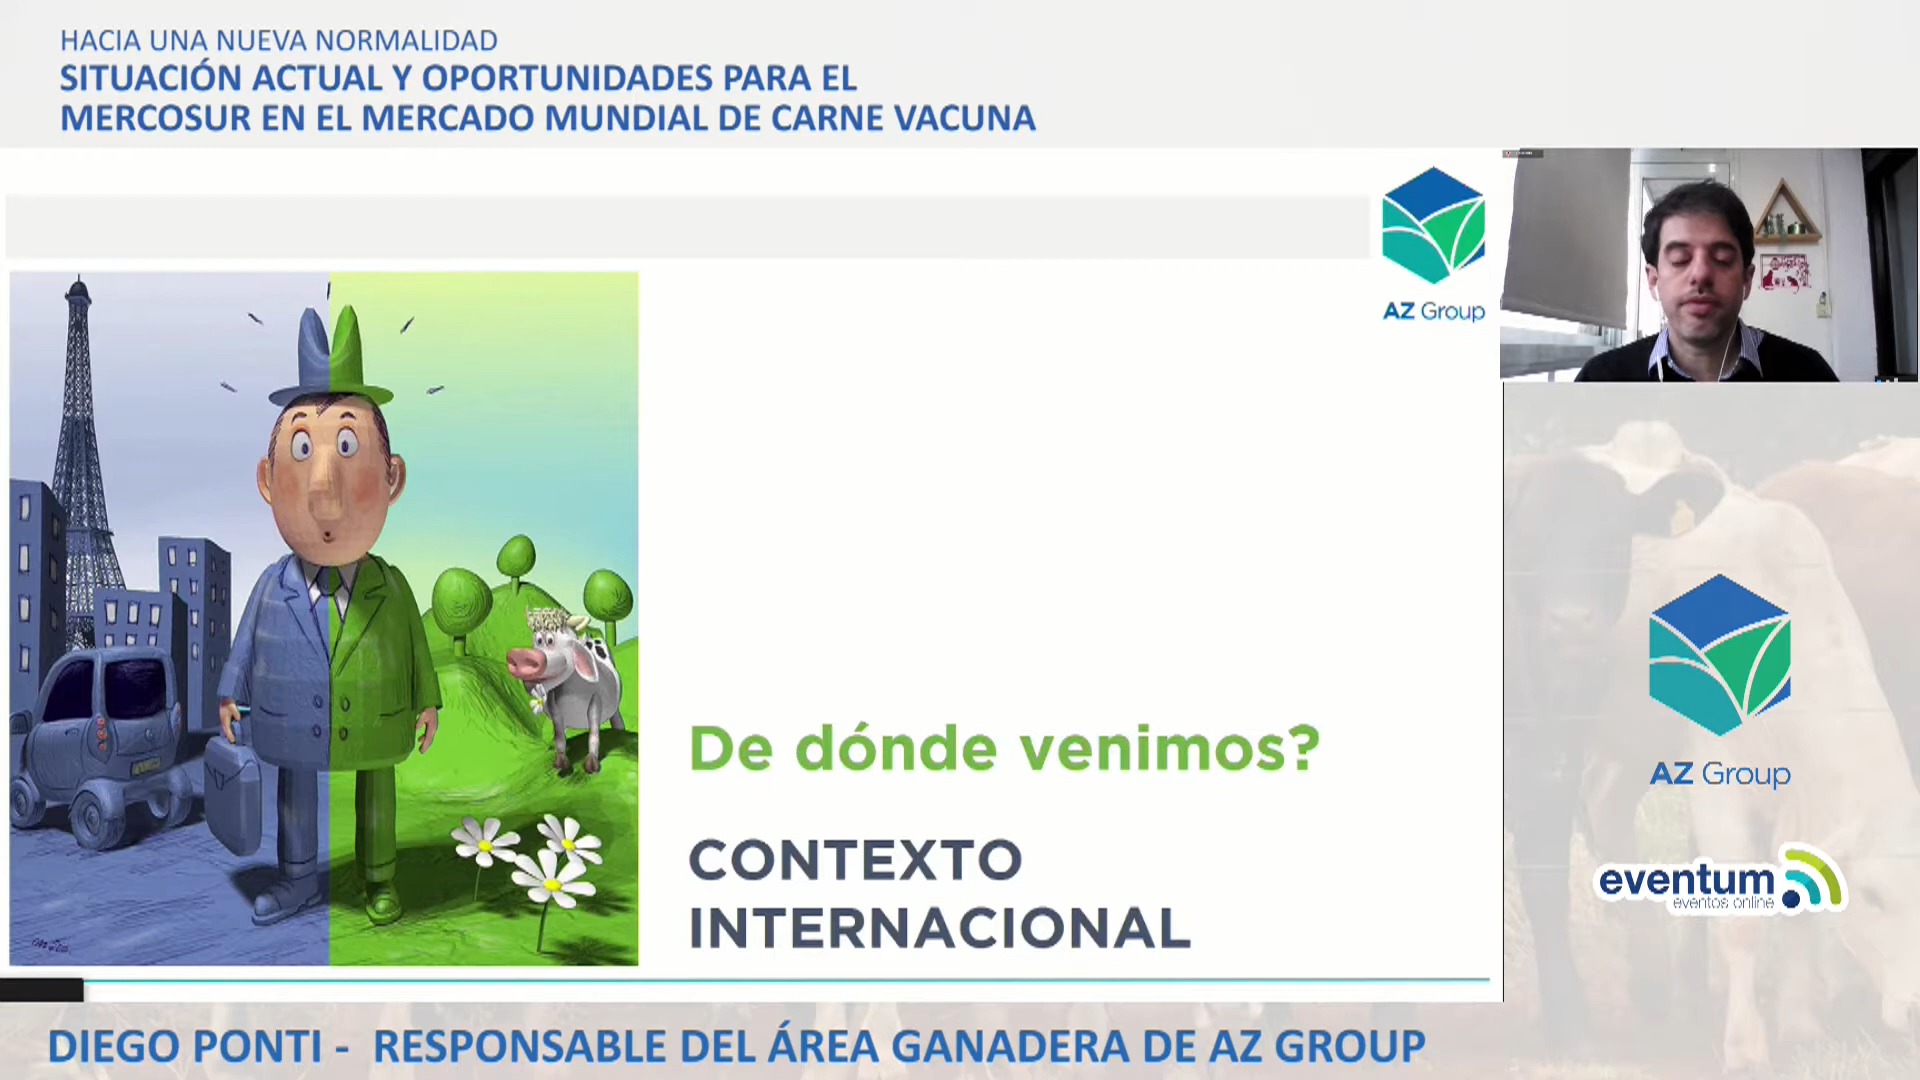 HACIA UNA NUEVA NORMALIDAD
SITUACIÓN ACTUAL Y OPORTUNIDADES PARA EL
MERCOSUR EN EL MERCADO MUNDIAL DE CARNE VACUNA
AZ Group
De dónde venimos?
CONTEXTO
INTERNACIONAL
AZ Group
eventum
eventos online
DIEGO PONTI - RESPONSABLE DEL ÁREA GANADERA DE AZ GROUP